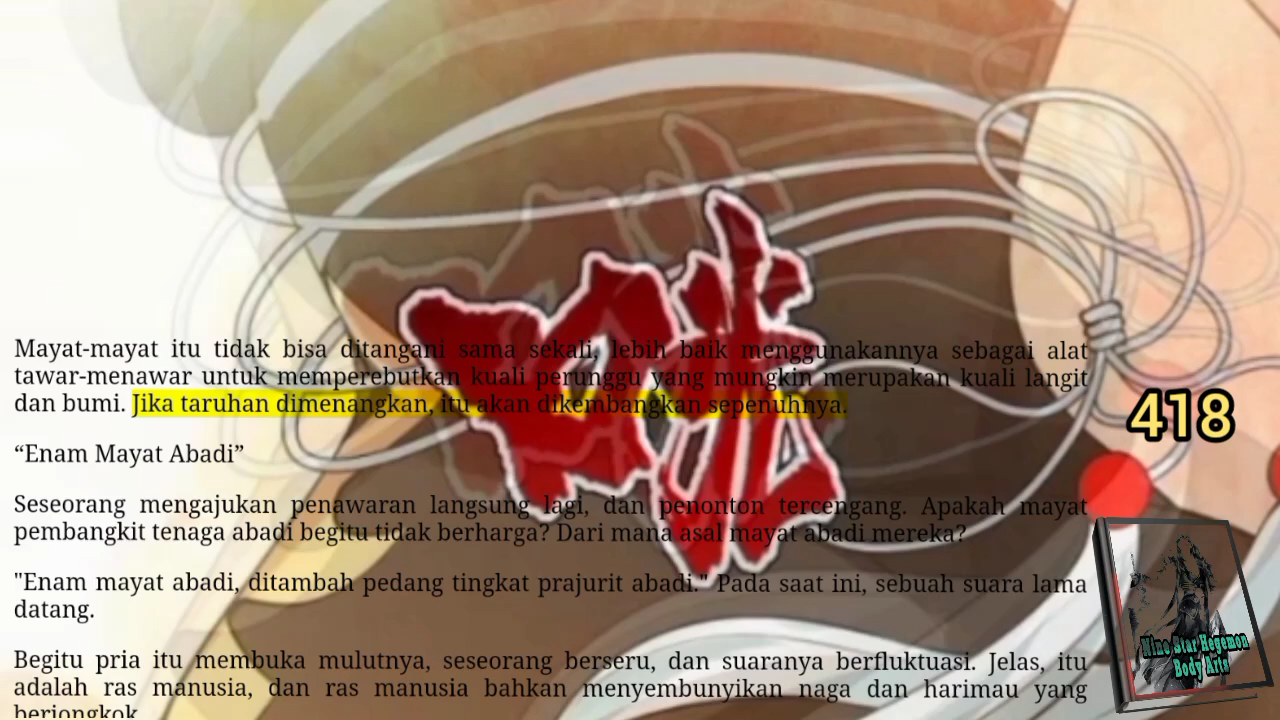 Mayat-mayat itu tidak bisa ditangani sama sekali, lebih baik menggunakannya sebagai alat
tawar-menawar untuk memperebutkan kuali perunggu yang mungkin merupakan kuali langit
dan bumi. Jika taruhan dimenangkan, itu akan dikembangkan sepenuhnya.
“Enam Mayat Abadi”
Seseorang mengajukan penawaran langsung lagi, dan penonton tercengang. Apakah mayat
pembangkit tenaga abadi begitu tidak berharga? Dari mana asal mayat abadi mereka?
"Enam mayat abadi, ditambah pedang tingkat prajurit abadi." Pada saat ini, sebuah suara lama
datang.
Begitu pria itu membuka mulutnya, seseorang berseru, dan suaranya berfluktuasi. Jelas, itu
adalah ras manusia, dan ras manusia bahkan menyembunyikan naga dan harimau yang
berjongkok
418
Nine Star Hegemon
Body Arts